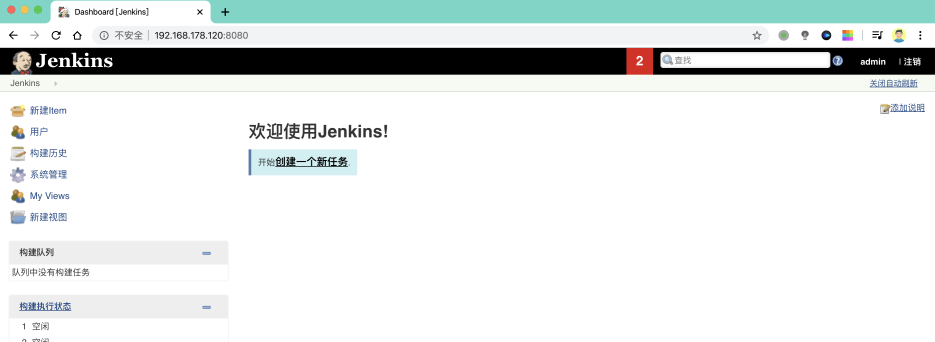 Dashboard [Jenkins]
不安全 192.168.178.120:8080
Jenkins 2 查找 admin | 注销
Jenkins 关闭自动刷新
添加说明
新建Item
用户
构建历史
系统管理
My Views
新建视图
欢迎使用Jenkins!
开始创建一个新任务.
构建队列
队列中没有构建任务
构建执行状态
1 空闲
2 空闲